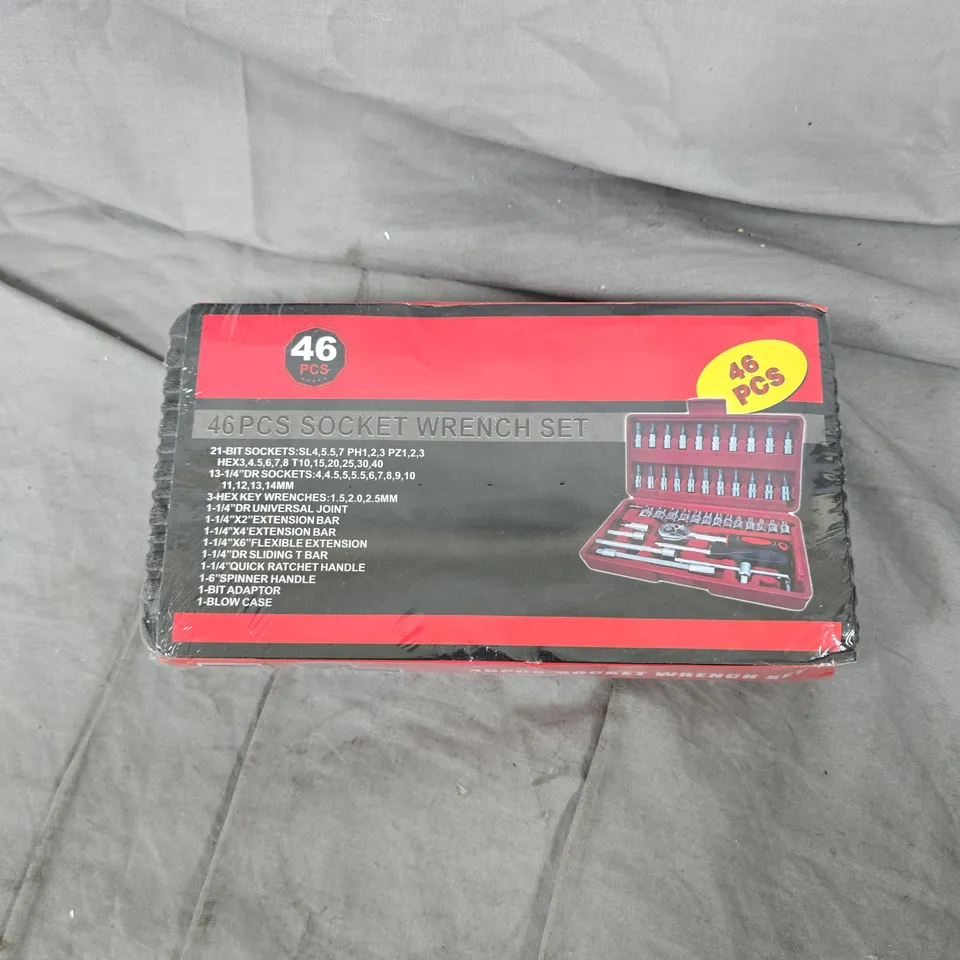 46
PCS
46
PCS
46 PCS SOCKET WRENCH SET
21-BIT SOCKETS:SL4,5.5,7 PH1,2,3 PZ1,2,3
HEX3,4.5,6,7,8 T10,15,20,25,30,40
13-1/4"DR SOCKETS:4,4.5,5,5.5,6,7,8,9,10
11,12,13,14MM
3-HEX KEY WRENCHES:1.5,2.0,2.5MM
1-1/4"DR UNIVERSAL JOINT
1-1/4"X2"EXTENSION BAR
1-1/4"X4'EXTENSION BAR
1-1/4"X6"FLEXIBLE EXTENSION
1-1/4"DR SLIDING T BAR
1-1/4"QUICK RATCHET HANDLE
1-6"SPINNER HANDLE
1-BIT ADAPTOR
1-BLOW CASE
46PCS SOCKET WRENCH SET